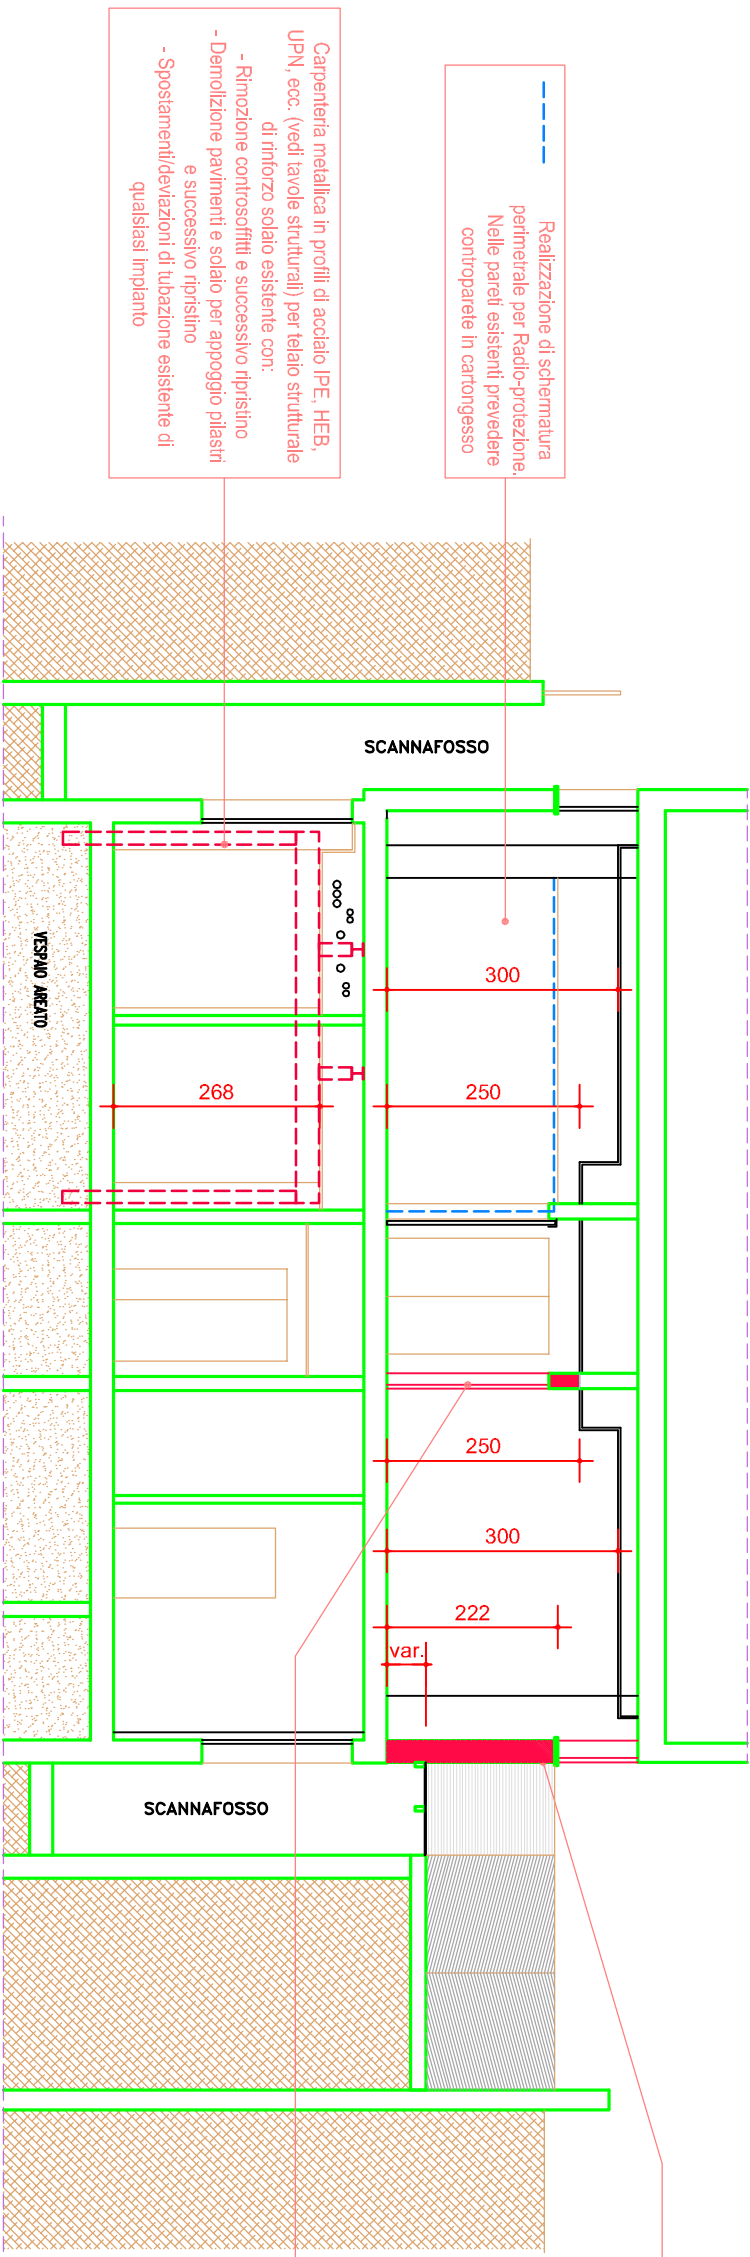 Realizzazione di schermatura
perimetrale per Radio-protezione.
Nelle pareti esistenti prevedere
controparete in cartongesso
Carpenteria metallica in profili di acciaio IPE, HEB,
UPN, ecc. (vedi tavole strutturali) per telaio strutturale
di rinforzo solaio esistente con:
- Rimozione controsoffitti e successivo ripristino
- Demolizione pavimenti e solaio per appoggio pilastri
e successivo ripristino
- Spostamenti/deviazioni di tubazione esistente di
qualsiasi impianto
SCANNAFOSSO
VESPAIO AREATO
300
268
250
250
300
222
var.
SCANNAFOSSO